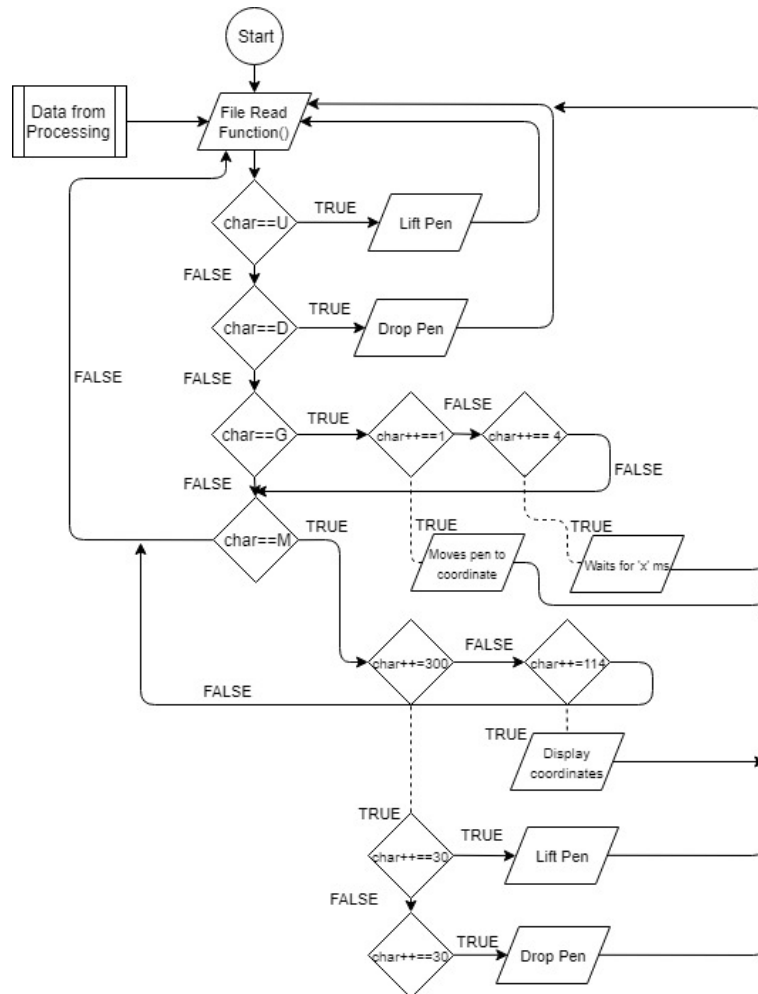 Start
Data from
Processing
File Read
Function()
char==U
TRUE
Lift Pen
FALSE
char==D
TRUE
Drop Pen
FALSE
FALSE
char==G
TRUE
char++==1
FALSE
char++== 4
FALSE
FALSE
char==M
TRUE
TRUE
Moves pen to
coordinate
TRUE
Waits for 'x' ms
char++=300
FALSE
char++=114
FALSE
TRUE
Display
coordinates
TRUE
char++==30
TRUE
Lift Pen
FALSE
char++==30
TRUE
Drop Pen